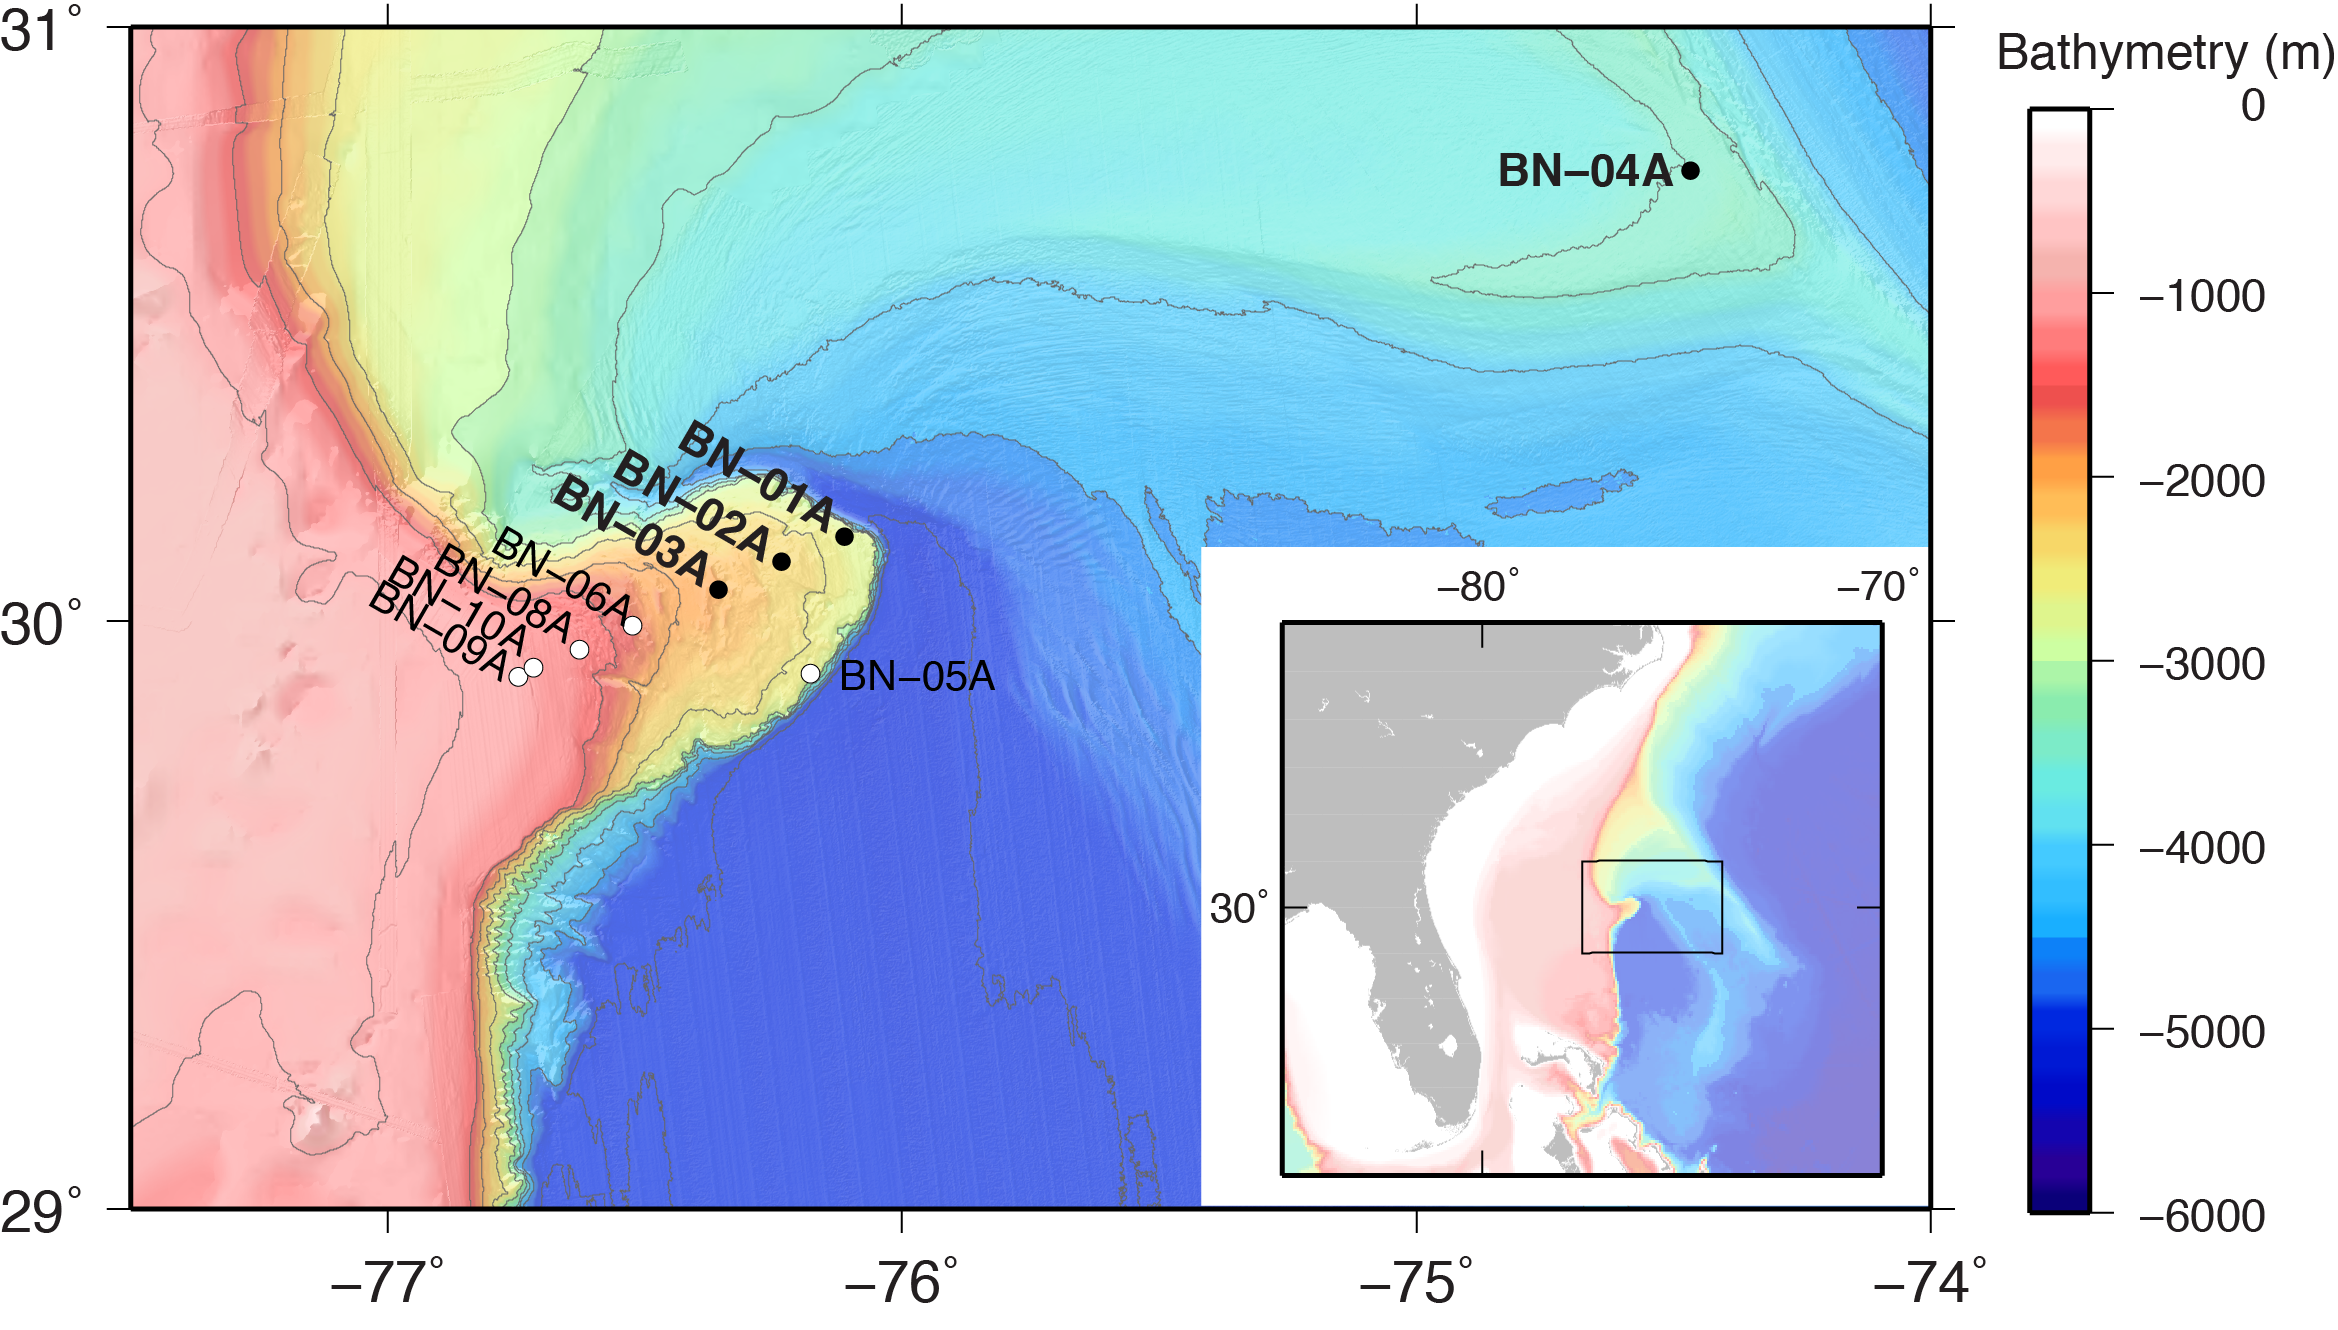 31°
30°
29°
−77°
−76°
−75°
−74°
BN−04A
BN−01A
BN−02A
BN−03A
BN−06A
BN−08A
BN−10A
BN−09A
BN−05A
−80°
−70°
30°
Bathymetry (m)
0
−1000
−2000
−3000
−4000
−5000
−6000